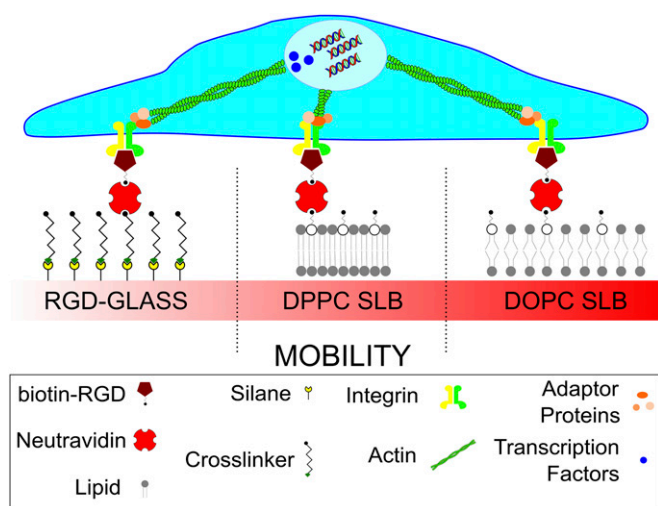 RGD-GLASS
DPPC SLB
DOPC SLB
MOBILITY
biotin-RGD
Silane
Integrin
Adaptor
Proteins
Neutravidin
Crosslinker
Actin
Transcription
Factors
Lipid